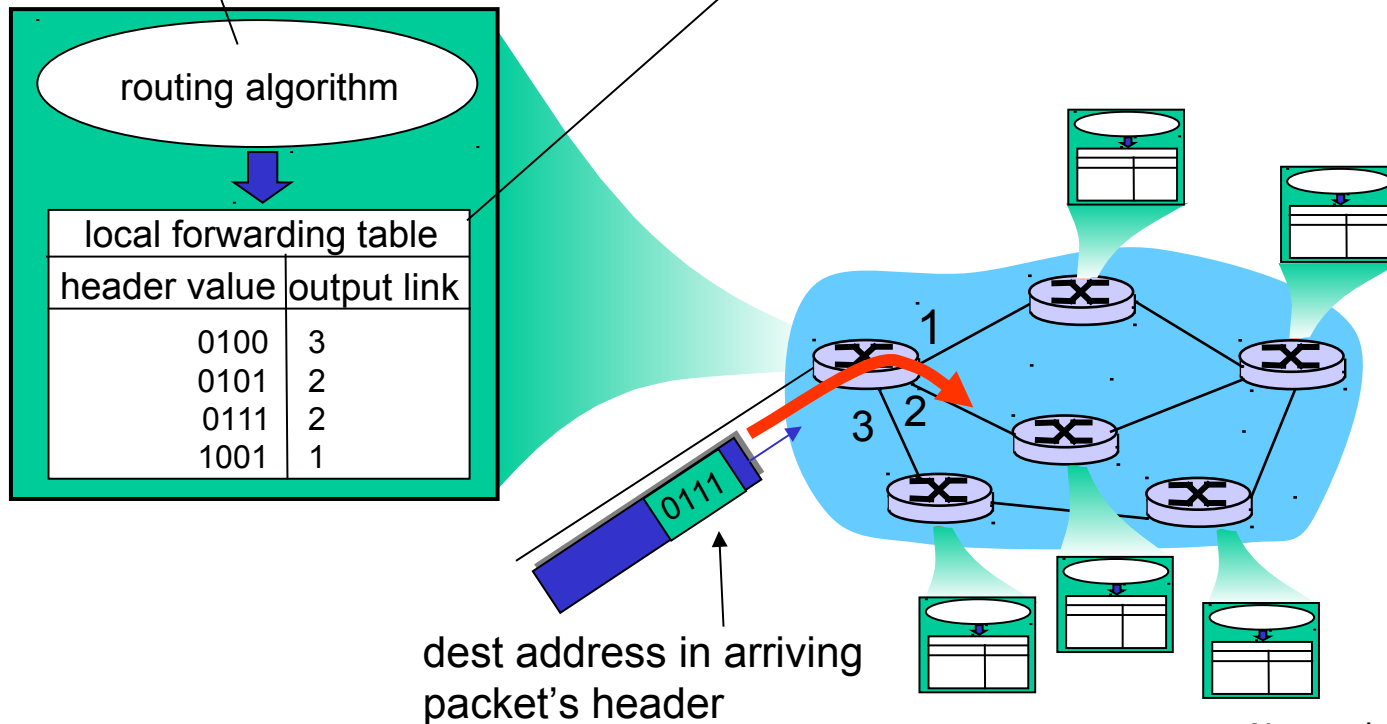 routing algorithm
local forwarding table
header value output link
0100 3
0101 2
0111 2
1001 1
1
2
3
0111
dest address in arriving
packet's header